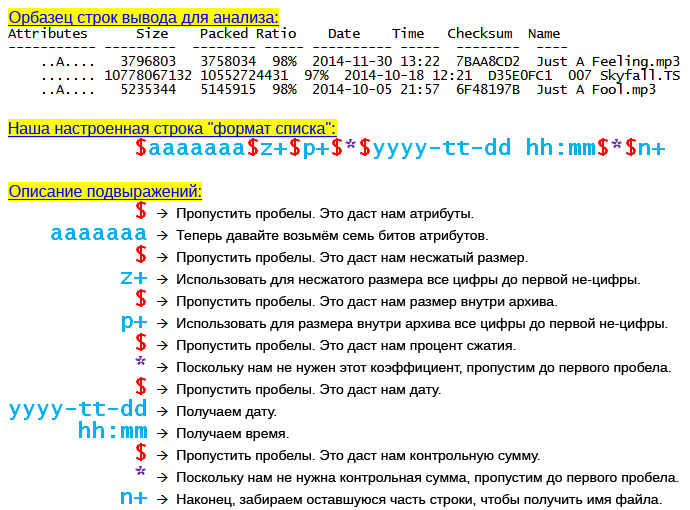 Орбазец строк вывода для анализа:
Attributes      Size    Packed Ratio    Date    Time   Checksum  Name
----------- ---------- ---------- ----- ---------- ----- --------  ----
..A....   3796803   3758034  98%  2014-11-30 13:22  7BAA8CD2  Just A Feeling.mp3
....... 10778067132 10552724431  97%  2014-10-18 12:21  D35E0FC1  007 Skyfall.TS
..A....   5235344   5145915  98%  2014-10-05 21:57  6F48197B  Just A Fool.mp3
Наша настроенная строка "формат списка":
$aaaaaaa$z+$p+$*$yyyy-tt-dd hh:mm$*$n+
Описание подвыражений:
$ → Пропустить пробелы. Это даст нам атрибуты.
aaaaaaa → Теперь давайте возьмём семь битов атрибутов.
$ → Пропустить пробелы. Это даст нам несжатый размер.
z+ → Использовать для несжатого размера все цифры до первой не-цифры.
$ → Пропустить пробелы. Это даст нам размер внутри архива.
p+ → Использовать для размера внутри архива все цифры до первой не-цифры.
$ → Пропустить пробелы. Это даст нам процент сжатия.
* → Поскольку нам не нужен этот коэффициент, пропустим до первого пробела.
$ → Пропустить пробелы. Это даст нам дату.
yyyy-tt-dd → Получаем дату.
hh:mm → Получаем время.
$ → Пропустить пробелы. Это даст нам контрольную сумму.
* → Поскольку нам не нужна контрольная сумма, пропустим до первого пробела.
n+ → Наконец, забираем оставшуюся часть строки, чтобы получить имя файла.